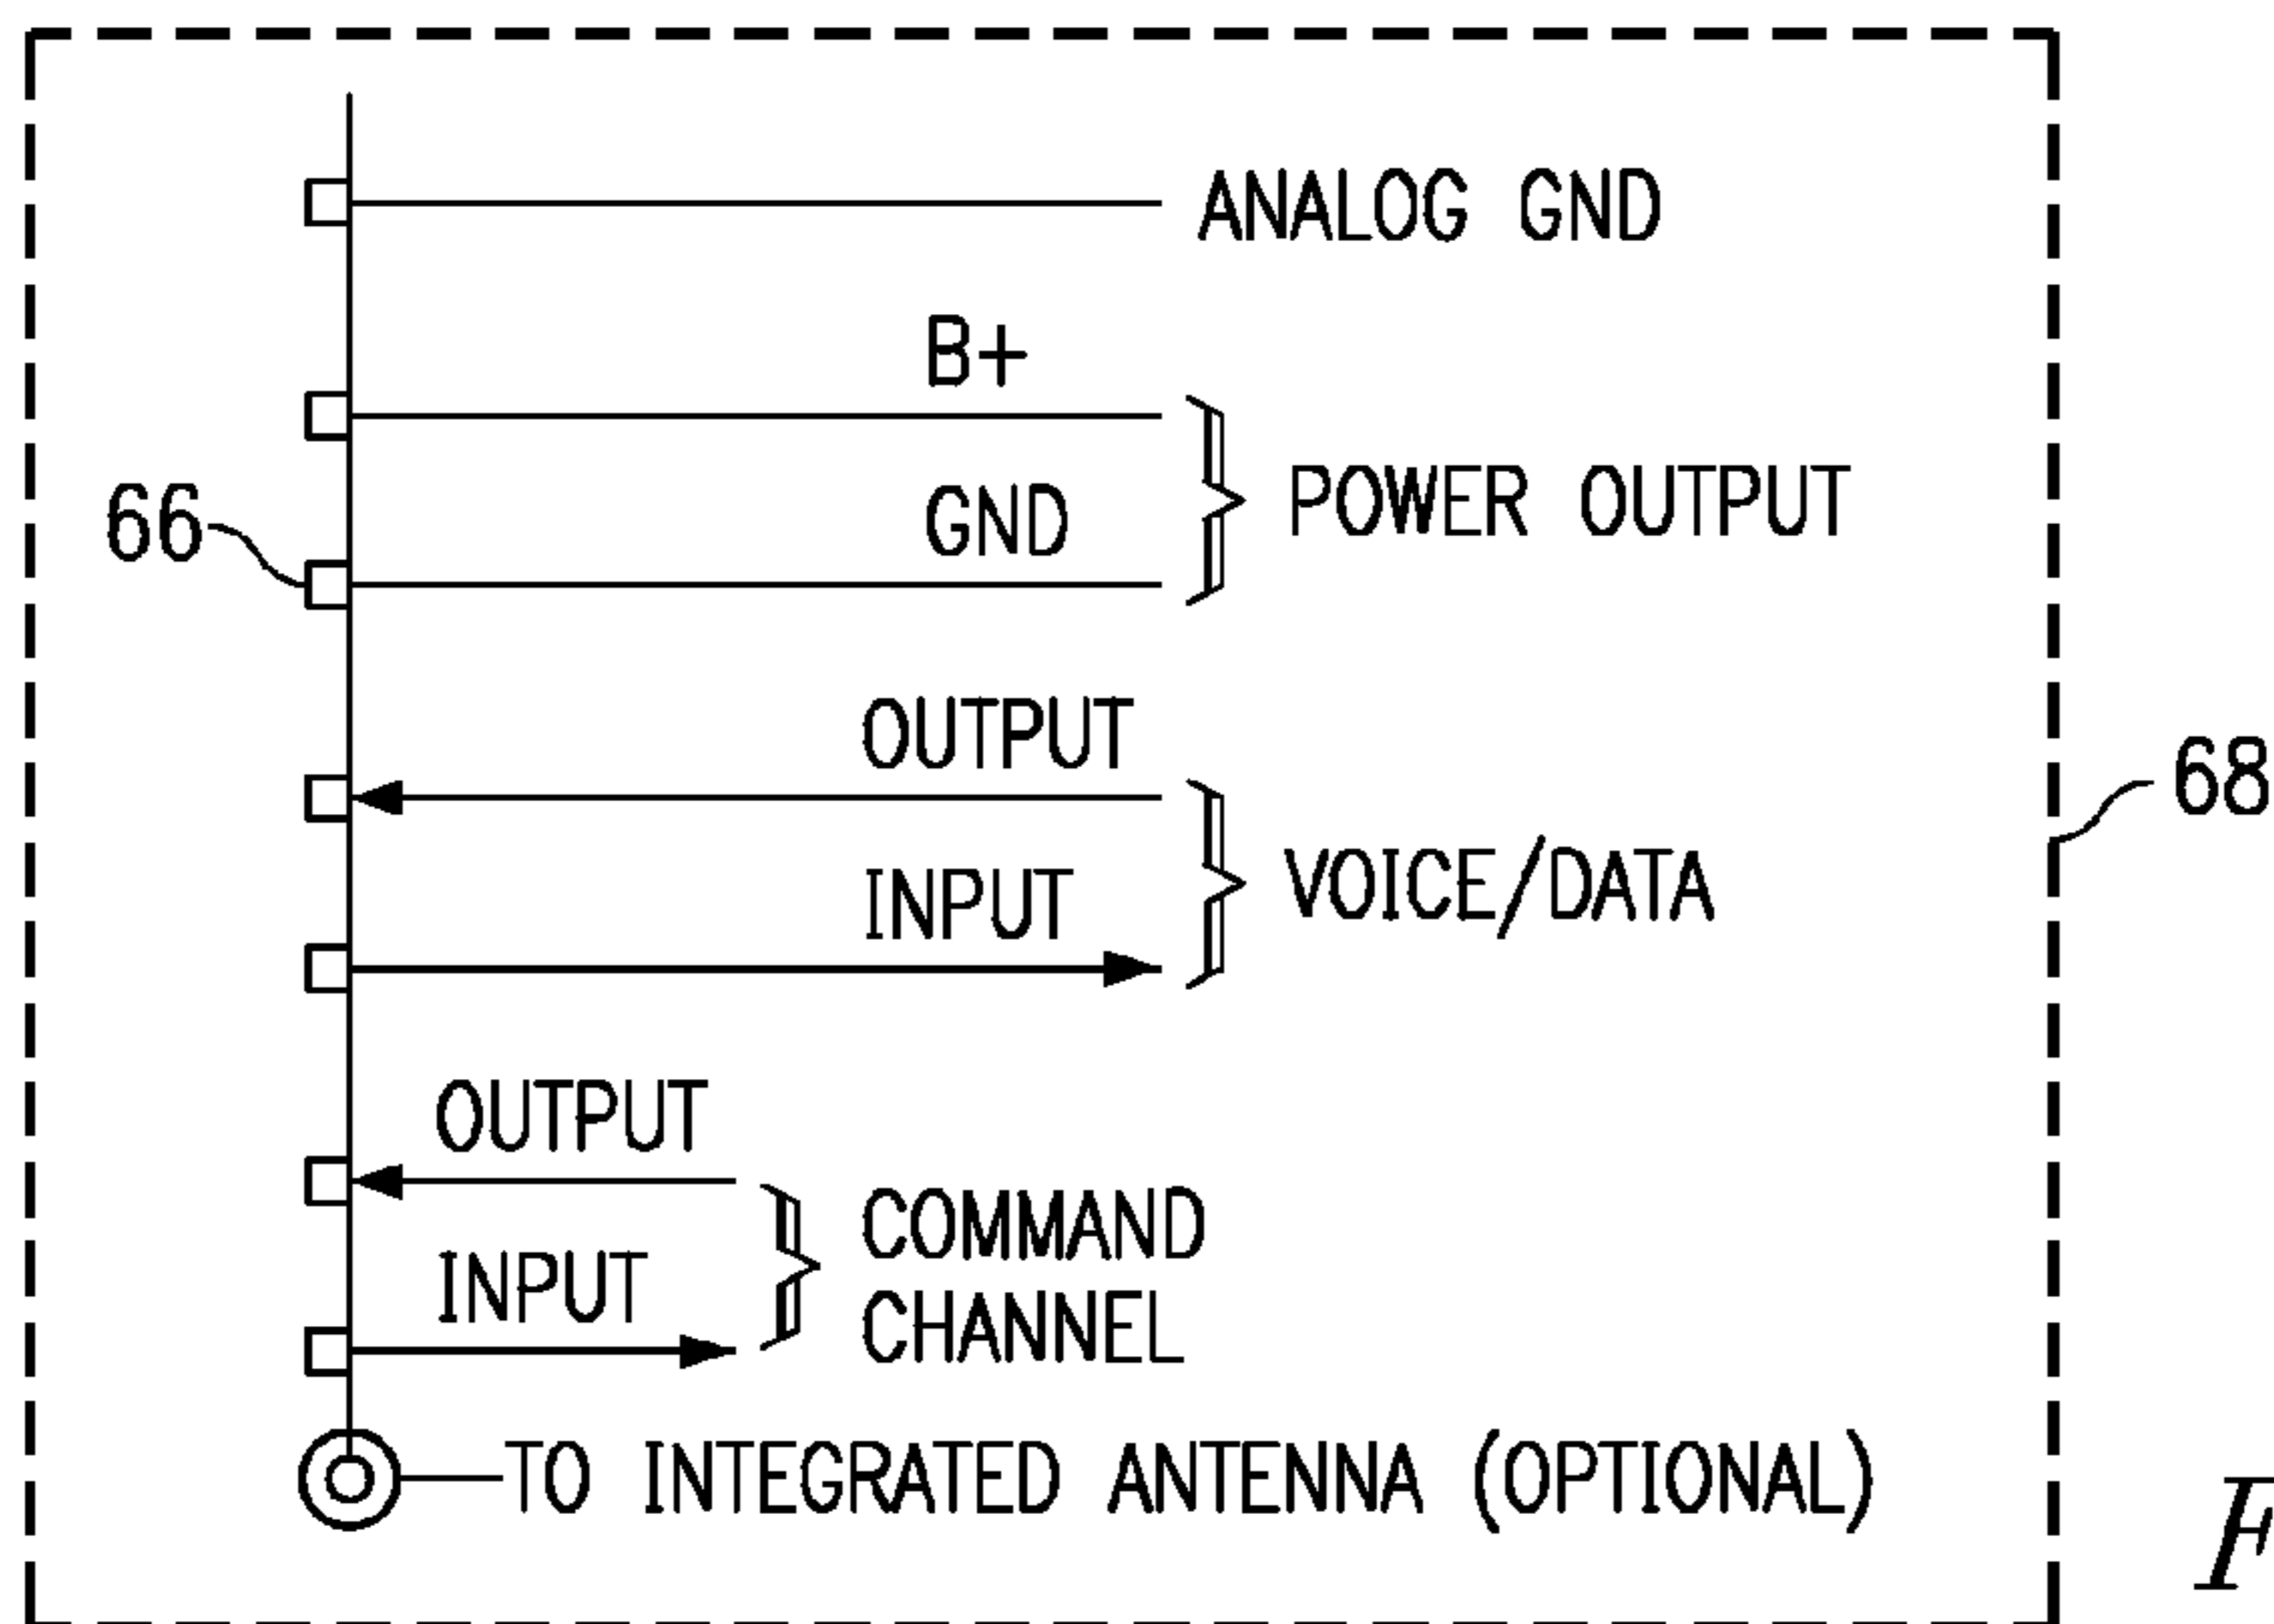 ANALOG GND
B+
GND
POWER OUTPUT
66
OUTPUT
INPUT
VOICE/DATA
68
OUTPUT
INPUT
COMMAND
CHANNEL
TO INTEGRATED ANTENNA (OPTIONAL)